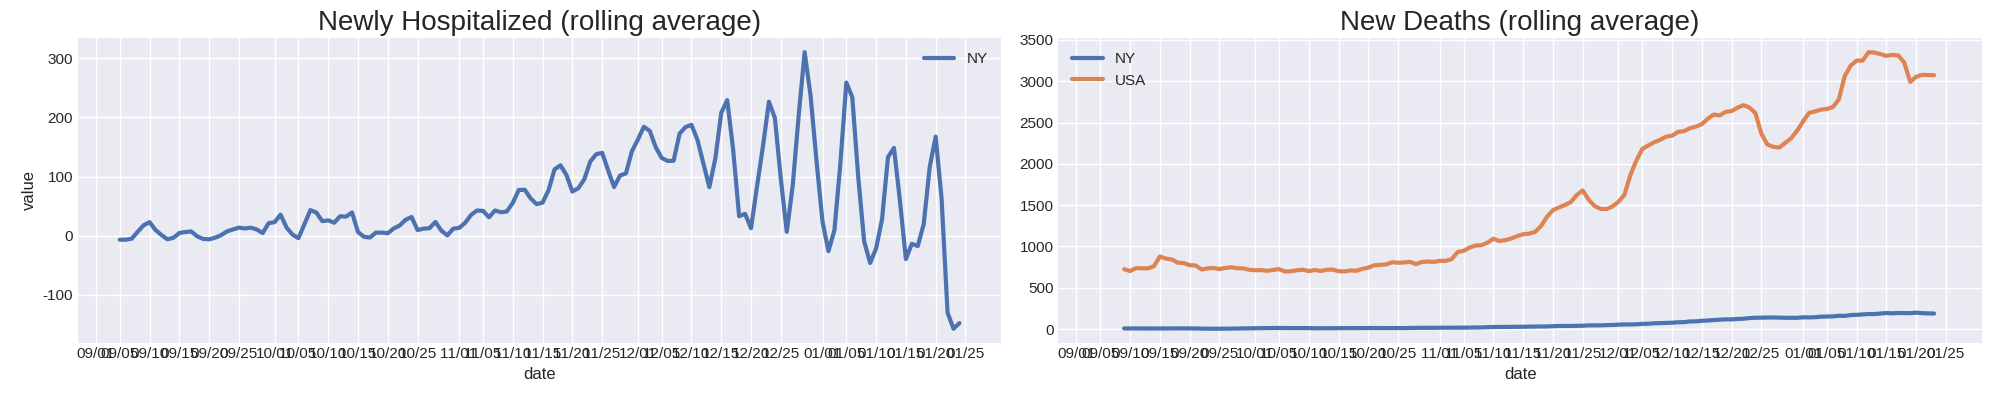 Newly Hospitalized (rolling average)
300
200
100
0
-100
value
NY
09/01 09/05 09/10 09/15 09/20 09/25 10/01 10/05 10/10 10/15 10/20 10/25 11/01 11/05 11/10 11/15 11/20 11/25 12/01 12/05 12/10 12/15 12/20 12/25 01/01 01/05 01/10 01/15 01/20 01/25
date
New Deaths (rolling average)
3500
3000
2500
2000
1500
1000
500
0
NY
USA
09/01 09/05 09/10 09/15 09/20 09/25 10/01 10/05 10/10 10/15 10/20 10/25 11/01 11/05 11/10 11/15 11/20 11/25 12/01 12/05 12/10 12/15 12/20 12/25 01/01 01/05 01/10 01/15 01/20 01/25
date